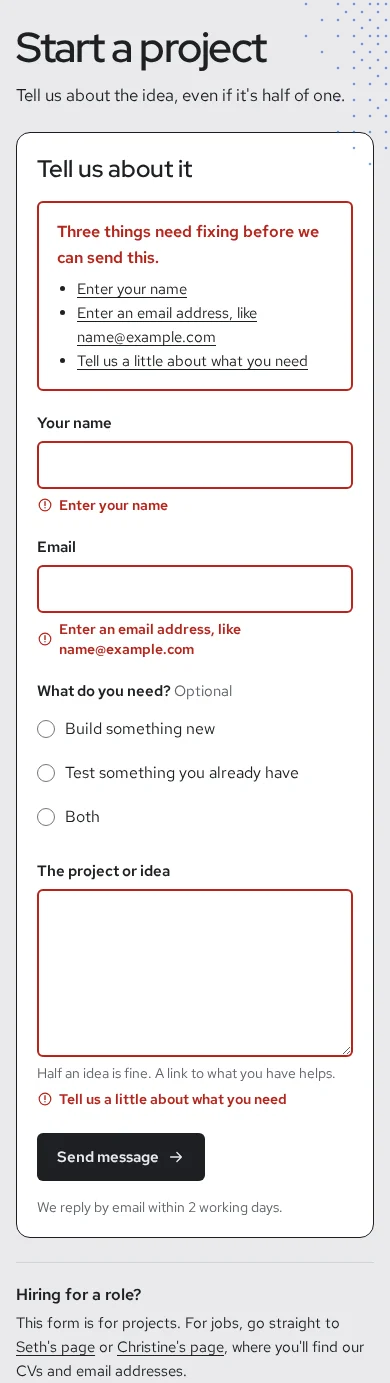 Start a project
Tell us about the idea, even if it's half of one.
Tell us about it
Three things need fixing before we
can send this.
Enter your name
Enter an email address, like
name@example.com
Tell us a little about what you need
Your name
Enter your name
Email
Enter an email address, like
name@example.com
What do you need? Optional
Build something new
Test something you already have
Both
The project or idea
Half an idea is fine. A link to what you have helps.
Tell us a little about what you need
Send message →
We reply by email within 2 working days.
Hiring for a role?
This form is for projects. For jobs, go straight to
Seth's page or Christine's page, where you'll find our
CVs and email addresses.